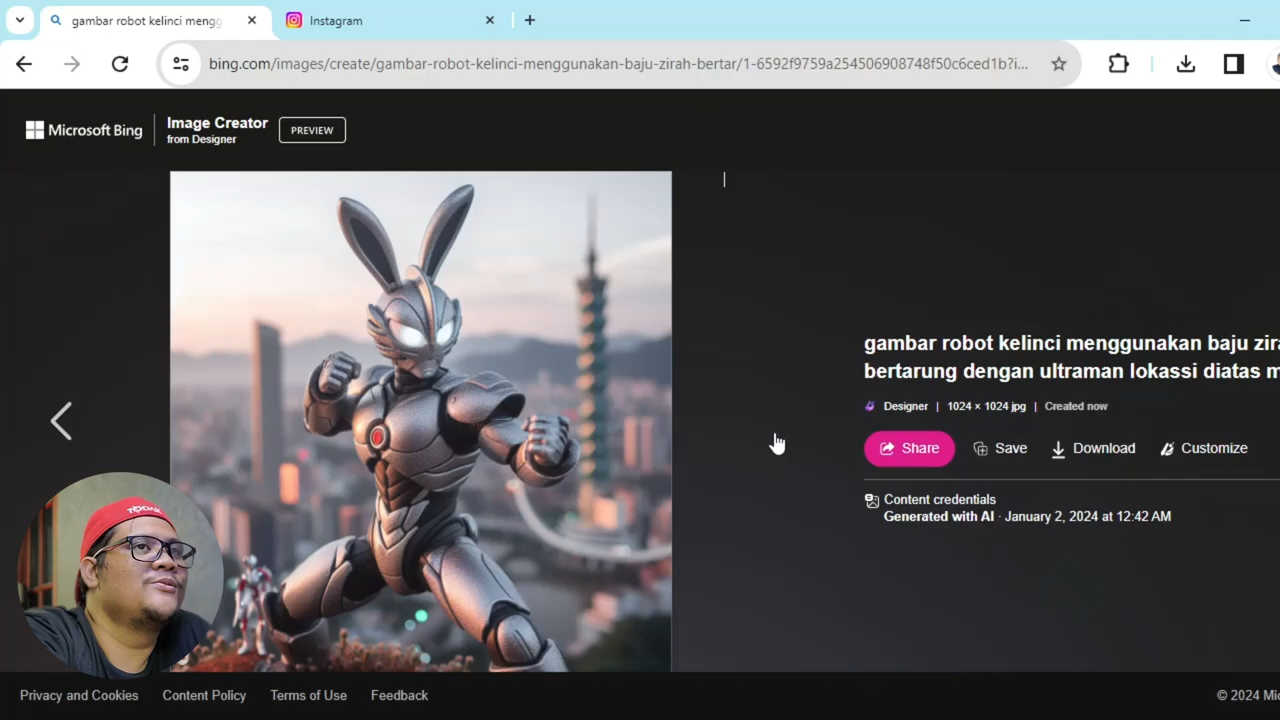 gambar robot kelinci mengg
Instagram
bing.com/images/create/gambar-robot-kelinci-menggunakan-baju-zirah-bertar/1-6592f9759a254506908748f50c6ced1b?i...
Microsoft Bing
Image Creator
from Designer
PREVIEW
gambar robot kelinci menggunakan baju zira
bertarung dengan ultraman lokassi diatas m
Designer | 1024 × 1024 jpg | Created now
Share Save Download Customize
Content credentials
Generated with AI · January 2, 2024 at 12:42 AM
TODAK
Privacy and Cookies Content Policy Terms of Use Feedback
© 2024 Mic